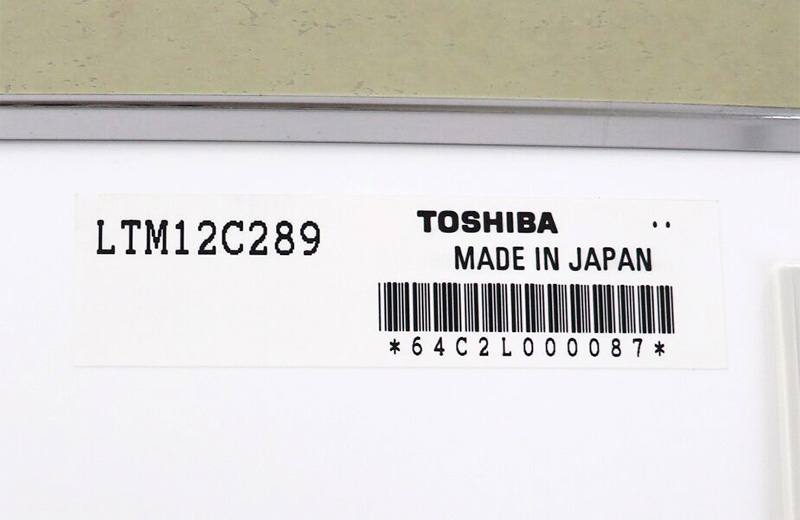 LTM12C289
TOSHIBA
MADE IN JAPAN
*64C2L000087*